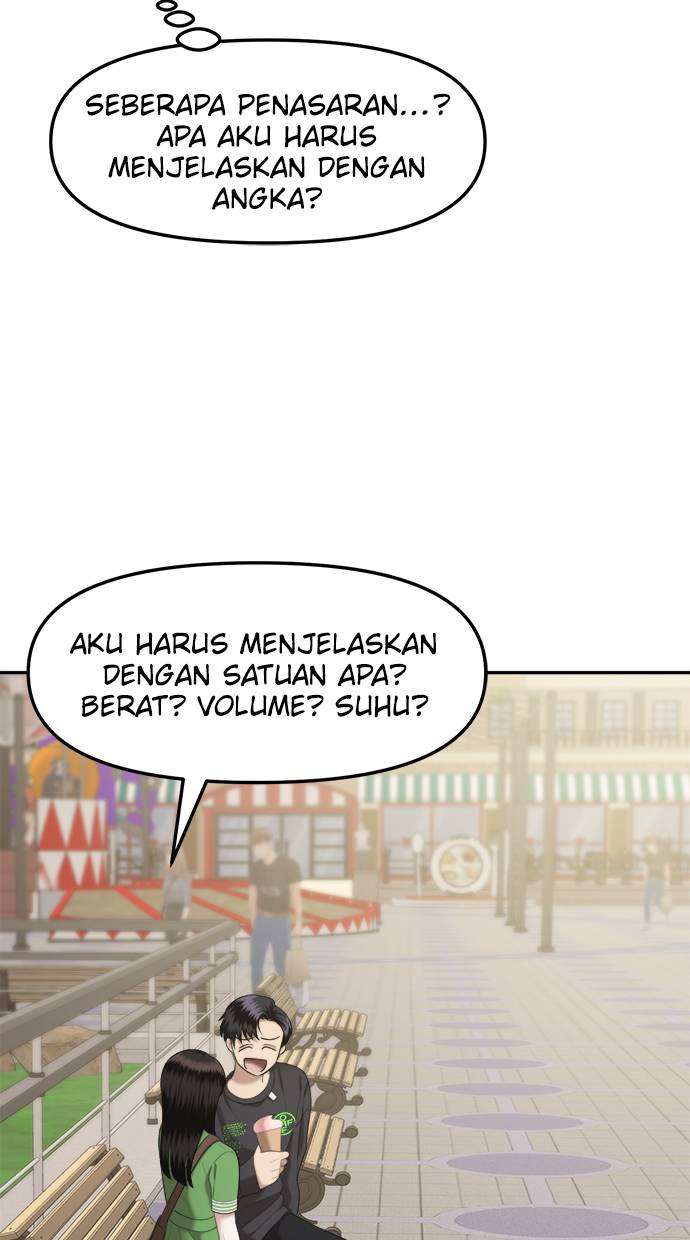 SEBERAPA PENASARAN...?
APA AKU HARUS
MENJELASKAN DENGAN
ANGKA?
AKU HARUS MENJELASKAN
DENGAN SATUAN APA?
BERAT? VOLUME? SUHU?